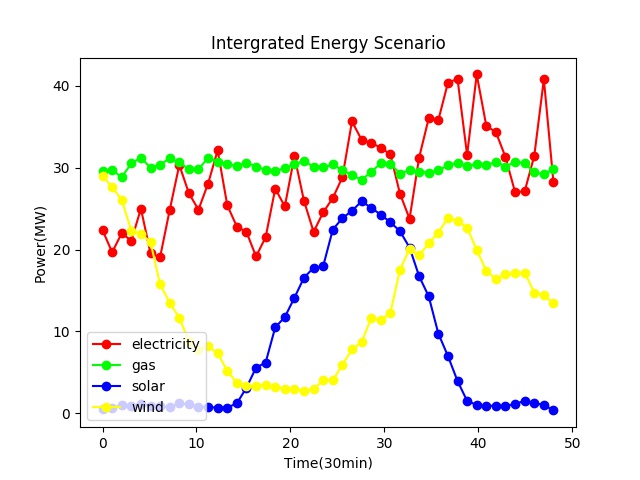 Intergrated Energy Scenario
Power(MW)
40
30
20
10
0
electricity
gas
solar
wind
0 10 20 30 40 50
Time(30min)